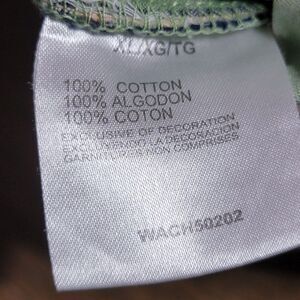 XL/XG/TG
100% COTTON
100% ALGODON
100% COTON
EXCLUSIVE OF DECORATION
EXCLUYENDO LA DECORACION
GARNITURES NON COMPRISES
WACH50202